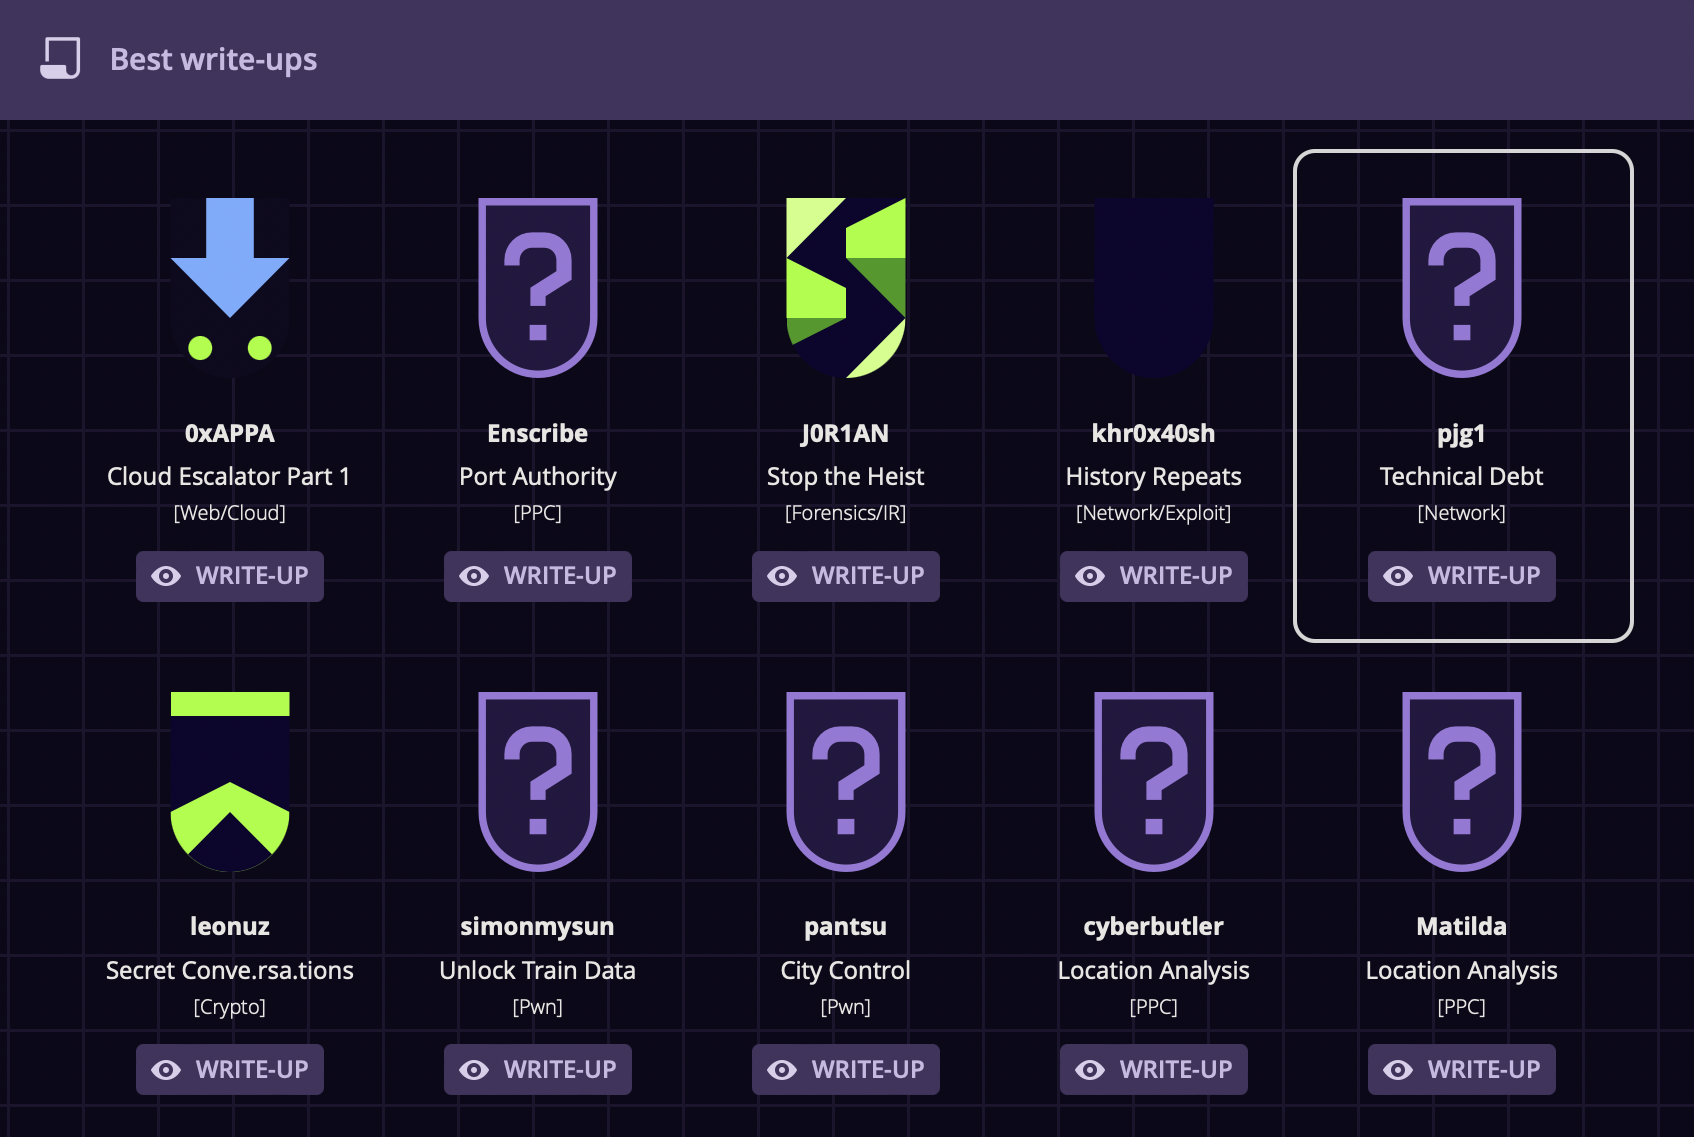 Best write-ups
0xAPPA
Cloud Escalator Part 1
[Web/Cloud]
WRITE-UP
Enscribe
Port Authority
[PPC]
WRITE-UP
J0R1AN
Stop the Heist
[Forensics/IR]
WRITE-UP
khr0x40sh
History Repeats
[Network/Exploit]
WRITE-UP
pjg1
Technical Debt
[Network]
WRITE-UP
leonuz
Secret Conve.rsa.tions
[Crypto]
WRITE-UP
simonmysun
Unlock Train Data
[Pwn]
WRITE-UP
pantsu
City Control
[Pwn]
WRITE-UP
cyberbutler
Location Analysis
[PPC]
WRITE-UP
Matilda
Location Analysis
[PPC]
WRITE-UP